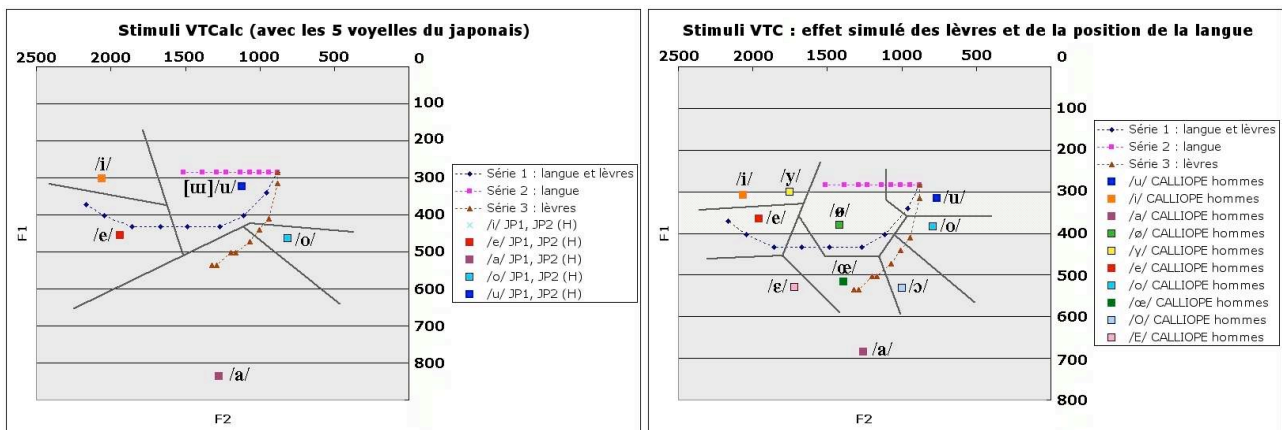 Stimuli VTCalc (avec les 5 voyelles du japonais)
2500 2000 1500 1000 500 0
100
200
300
400
500
600
700
800
F1
F2
/i/
[ɯ]/u/
/e/
/o/
/a/
Série 1 : langue et lèvres
Série 2 : langue
Série 3 : lèvres
/i/ JP1, JP2 (H)
/e/ JP1, JP2 (H)
/a/ JP1, JP2 (H)
/o/ JP1, JP2 (H)
/u/ JP1, JP2 (H)
Stimuli VTC : effet simulé des lèvres et de la position de la langue
2500 2000 1500 1000 500 0
100
200
300
400
500
600
700
800
F1
F2
/i/
/y/
/u/
/e/
/ø/
/o/
/ɛ/
/œ/
/ɔ/
/a/
Série 1 : langue et lèvres
Série 2 : langue
Série 3 : lèvres
/u/ CALLIOPE hommes
/i/ CALLIOPE hommes
/a/ CALLIOPE hommes
/ø/ CALLIOPE hommes
/y/ CALLIOPE hommes
/e/ CALLIOPE hommes
/o/ CALLIOPE hommes
/œ/ CALLIOPE hommes
/O/ CALLIOPE hommes
/E/ CALLIOPE hommes